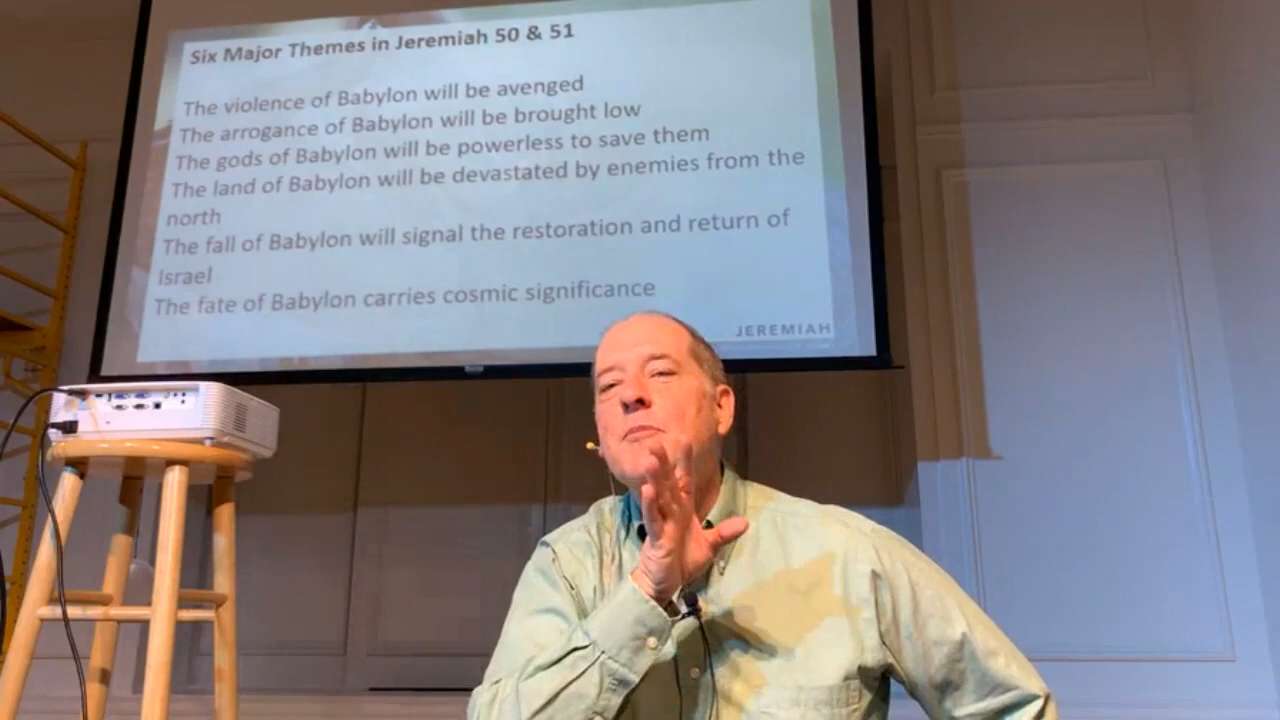 Six Major Themes in Jeremiah 50 & 51
The violence of Babylon will be avenged
The arrogance of Babylon will be brought low
The gods of Babylon will be powerless to save them
The land of Babylon will be devastated by enemies from the
north
The fall of Babylon will signal the restoration and return of
Israel
The fate of Babylon carries cosmic significance
JEREMIAH